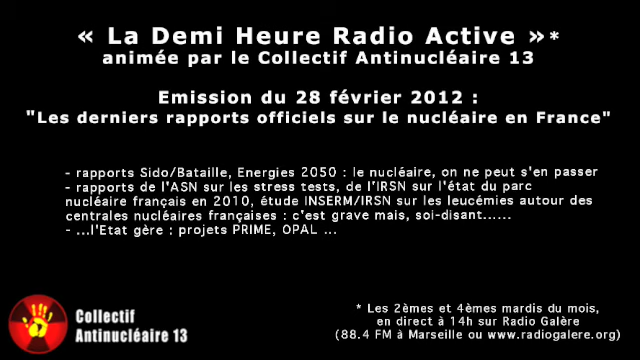 « La Demi Heure Radio Active »*
animée par le Collectif Antinucléaire 13
Emission du 28 février 2012 :
"Les derniers rapports officiels sur le nucléaire en France"
- rapports Sido/Bataille, Energies 2050 : le nucléaire, on ne peut s'en passer
- rapports de l'ASN sur les stress tests, de l'IRSN sur l'état du parc
nucléaire français en 2010, étude INSERM/IRSN sur les leucémies autour des
centrales nucléaires françaises : c'est grave mais, soi-disant......
- ...l'Etat gère : projets PRIME, OPAL ...
Collectif
Antinucléaire 13
* Les 2èmes et 4èmes mardis du mois,
en direct à 14h sur Radio Galère
(88.4 FM à Marseille ou www.radiogalere.org)